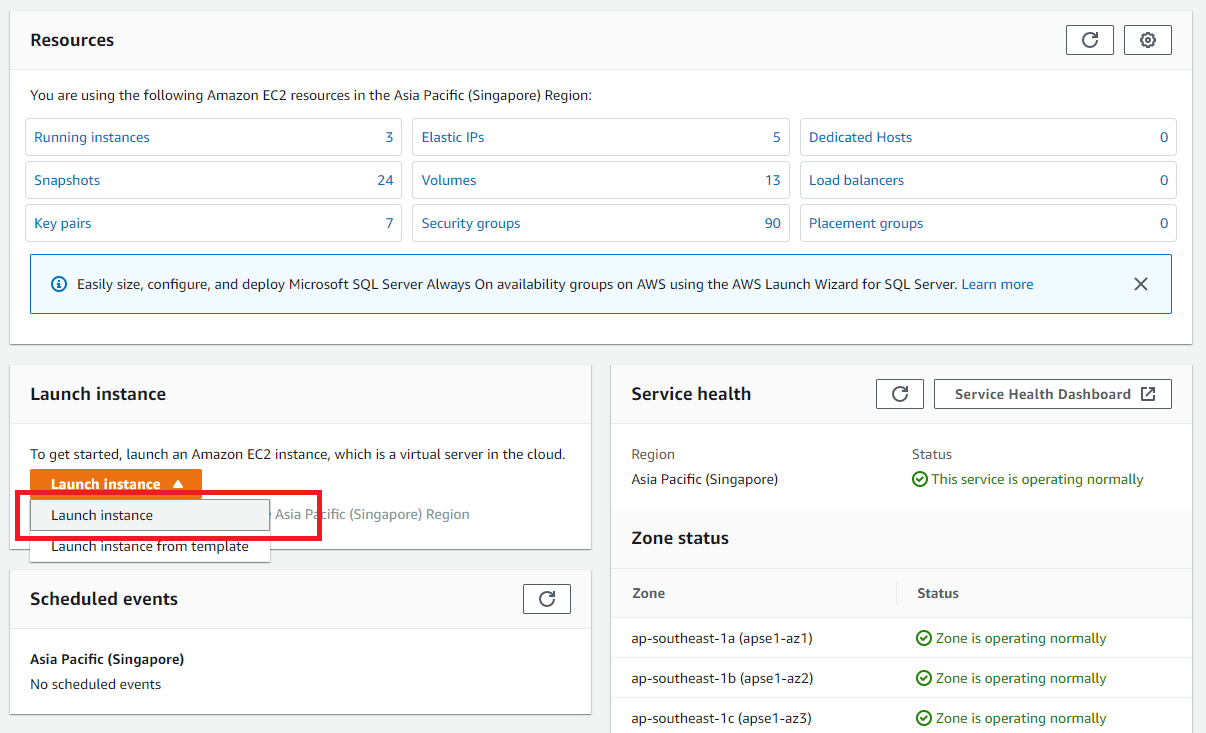 Resources
You are using the following Amazon EC2 resources in the Asia Pacific (Singapore) Region:
Running instances 3
Elastic IPs 5
Dedicated Hosts 0
Snapshots 24
Volumes 13
Load balancers 0
Key pairs 7
Security groups 90
Placement groups 0
Easily size, configure, and deploy Microsoft SQL Server Always On availability groups on AWS using the AWS Launch Wizard for SQL Server. Learn more
Launch instance
To get started, launch an Amazon EC2 instance, which is a virtual server in the cloud.
Launch instance
Launch instance
Asia Pacific (Singapore) Region
Launch instance from template
Scheduled events
Asia Pacific (Singapore)
No scheduled events
Service health
Service Health Dashboard
Region
Status
Asia Pacific (Singapore)
This service is operating normally
Zone status
Zone
Status
ap-southeast-1a (apse1-az1)
Zone is operating normally
ap-southeast-1b (apse1-az2)
Zone is operating normally
ap-southeast-1c (apse1-az3)
Zone is operating normally